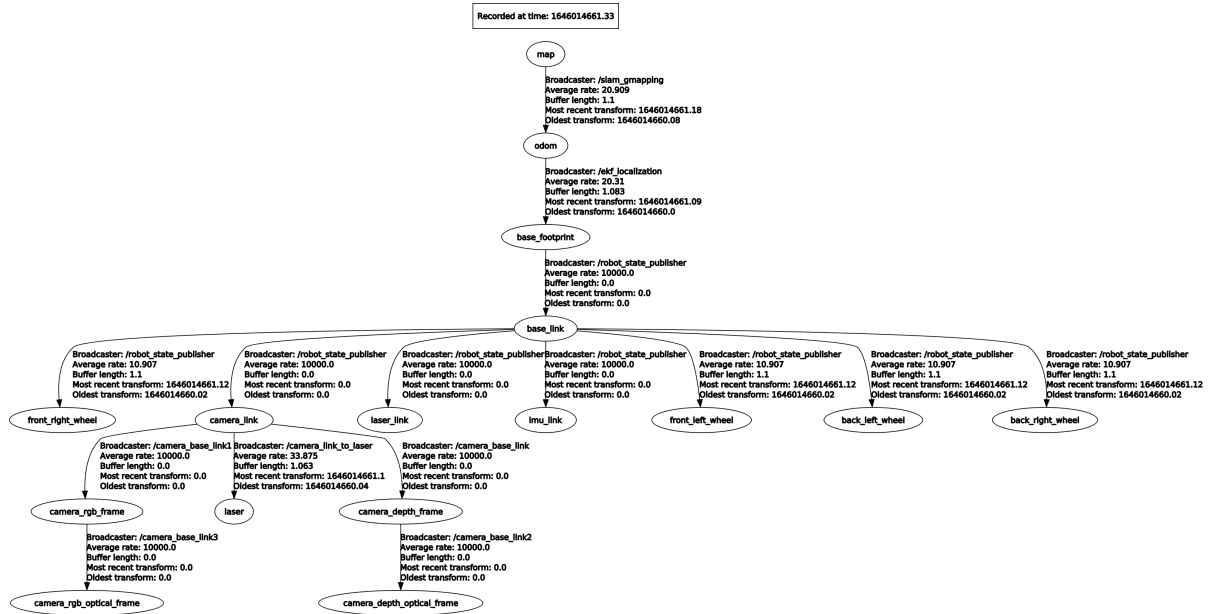 Recorded at time: 1646014661.33
map
Broadcaster: /slam_gmapping
Average rate: 20.909
Buffer length: 1.1
Most recent transform: 1646014661.18
Oldest transform: 1646014660.08
odom
Broadcaster: /ekf_localization
Average rate: 20.31
Buffer length: 1.083
Most recent transform: 1646014661.09
Oldest transform: 1646014660.0
base_footprint
Broadcaster: /robot_state_publisher
Average rate: 10000.0
Buffer length: 0.0
Most recent transform: 0.0
Oldest transform: 0.0
base_link
Broadcaster: /robot_state_publisher
Average rate: 10.907
Buffer length: 1.1
Most recent transform: 1646014661.12
Oldest transform: 1646014660.02
front_right_wheel
Broadcaster: /robot_state_publisher
Average rate: 10000.0
Buffer length: 0.0
Most recent transform: 0.0
Oldest transform: 0.0
camera_link
Broadcaster: /robot_state_publisher
Average rate: 10000.0
Buffer length: 0.0
Most recent transform: 0.0
Oldest transform: 0.0
laser_link
Broadcaster: /robot_state_publisher
Average rate: 10000.0
Buffer length: 0.0
Most recent transform: 0.0
Oldest transform: 0.0
imu_link
Broadcaster: /robot_state_publisher
Average rate: 10.907
Buffer length: 1.1
Most recent transform: 1646014661.12
Oldest transform: 1646014660.02
front_left_wheel
Broadcaster: /robot_state_publisher
Average rate: 10.907
Buffer length: 1.1
Most recent transform: 1646014661.12
Oldest transform: 1646014660.02
back_left_wheel
Broadcaster: /robot_state_publisher
Average rate: 10.907
Buffer length: 1.1
Most recent transform: 1646014661.12
Oldest transform: 1646014660.02
back_right_wheel
Broadcaster: /camera_base_link1
Average rate: 10000.0
Buffer length: 0.0
Most recent transform: 0.0
Oldest transform: 0.0
camera_rgb_frame
Broadcaster: /camera_link_to_laser
Average rate: 33.875
Buffer length: 1.063
Most recent transform: 1646014661.1
Oldest transform: 1646014660.04
laser
Broadcaster: /camera_base_link
Average rate: 10000.0
Buffer length: 0.0
Most recent transform: 0.0
Oldest transform: 0.0
camera_depth_frame
Broadcaster: /camera_base_link3
Average rate: 10000.0
Buffer length: 0.0
Most recent transform: 0.0
Oldest transform: 0.0
camera_rgb_optical_frame
Broadcaster: /camera_base_link2
Average rate: 10000.0
Buffer length: 0.0
Most recent transform: 0.0
Oldest transform: 0.0
camera_depth_optical_frame